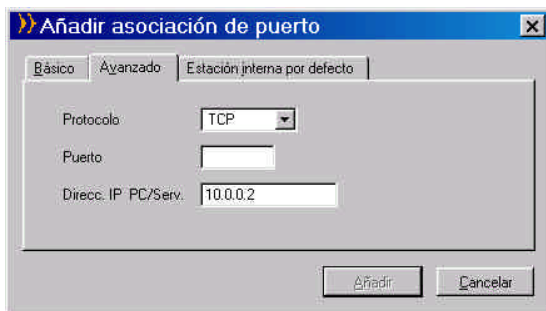 Añadir asociación de puerto
Básico Avanzado Estación interna por defecto
Protocolo TCP
Puerto
Direcc. IP PC/Serv. 10.0.0.2
Añadir Cancelar